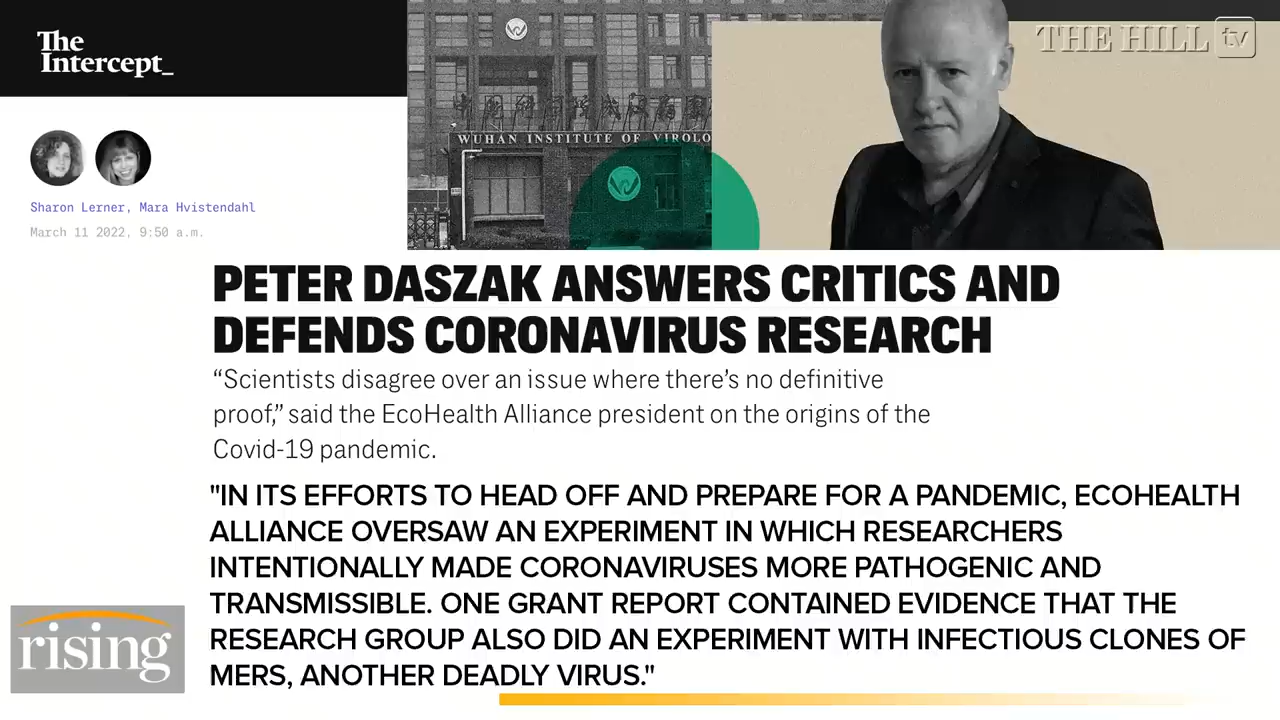 The
Intercept_
THE HILL tv
WUHAN INSTITUTE OF VIROLO
Sharon Lerner, Mara Hvistendahl
March 11 2022, 9:50 a.m.
PETER DASZAK ANSWERS CRITICS AND
DEFENDS CORONAVIRUS RESEARCH
“Scientists disagree over an issue where there’s no definitive
proof,” said the EcoHealth Alliance president on the origins of the
Covid-19 pandemic.
"IN ITS EFFORTS TO HEAD OFF AND PREPARE FOR A PANDEMIC, ECOHEALTH
ALLIANCE OVERSAW AN EXPERIMENT IN WHICH RESEARCHERS
INTENTIONALLY MADE CORONAVIRUSES MORE PATHOGENIC AND
TRANSMISSIBLE. ONE GRANT REPORT CONTAINED EVIDENCE THAT THE
RESEARCH GROUP ALSO DID AN EXPERIMENT WITH INFECTIOUS CLONES OF
MERS, ANOTHER DEADLY VIRUS."
rising